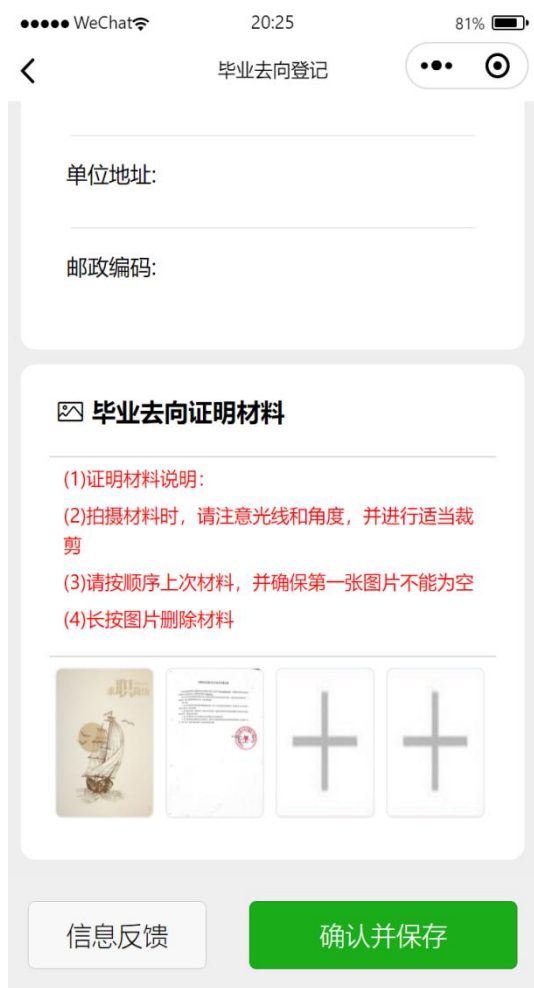 WeChat 20:25 81%
毕业去向登记
单位地址:
邮政编码:
毕业去向证明材料
(1)证明材料说明:
(2)拍摄材料时，请注意光线和角度，并进行适当裁
剪
(3)请按顺序上次材料，并确保第一张图片不能为空
(4)长按图片删除材料
求职简历
信息反馈 确认并保存